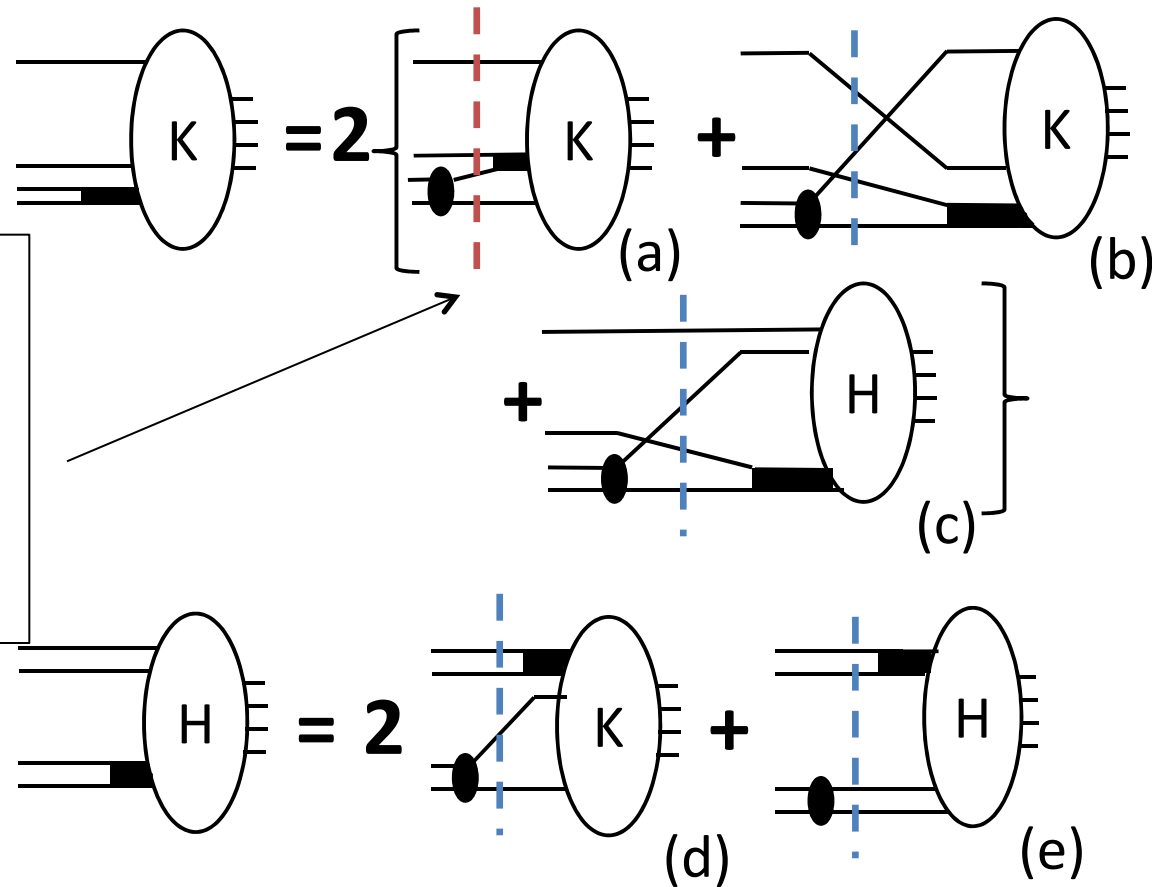 K = 2 K + K
(a) (b)
+ H
(c)
H = 2 K + H
(d) (e)